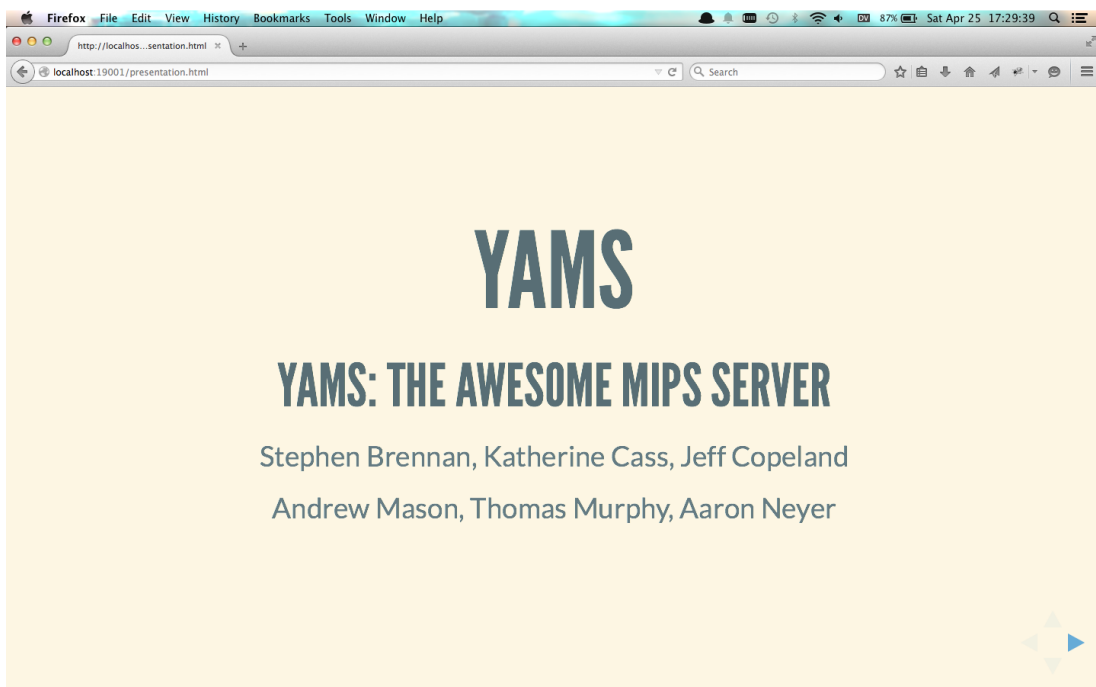 Firefox File Edit View History Bookmarks Tools Window Help DV 87% Sat Apr 25 17:29:39
http://localhos...sentation.html
localhost:19001/presentation.html Search
YAMS
YAMS: THE AWESOME MIPS SERVER
Stephen Brennan, Katherine Cass, Jeff Copeland
Andrew Mason, Thomas Murphy, Aaron Neyer